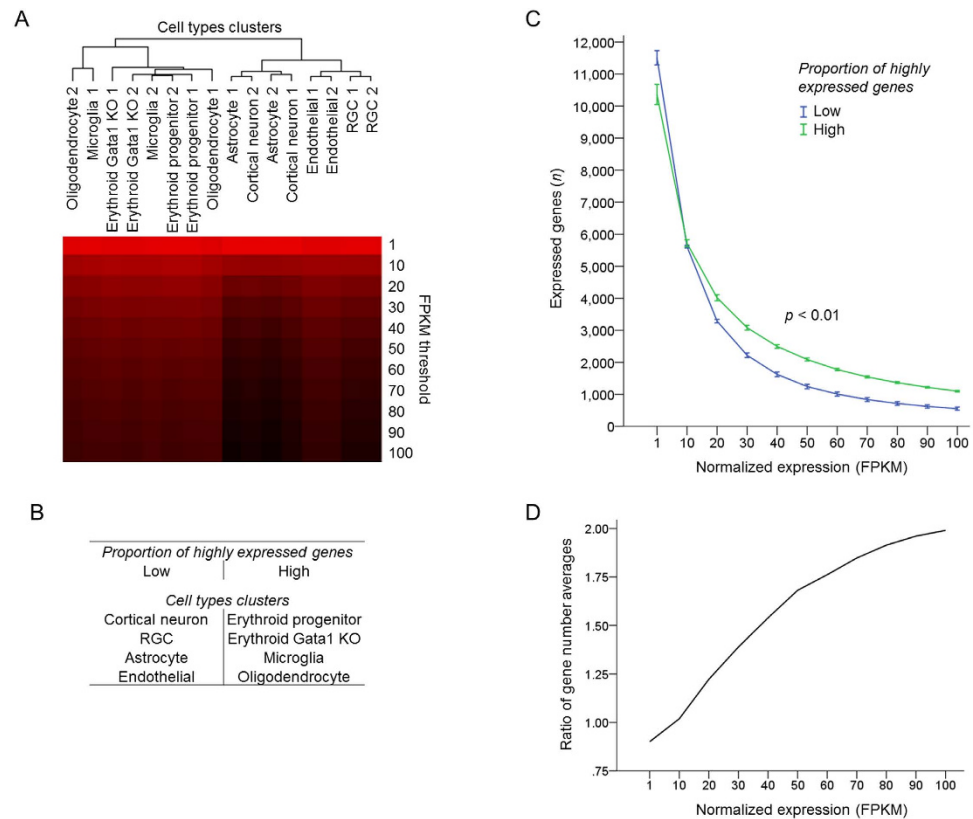 A
Cell types clusters
Oligodendrocyte 2
Microglia 1
Erythroid Gata1 KO 1
Erythroid Gata1 KO 2
Microglia 2
Erythroid progenitor 2
Erythroid progenitor 1
Oligodendrocyte 1
Astrocyte 1
Cortical neuron 2
Astrocyte 2
Cortical neuron 1
Endothelial 1
Endothelial 2
RGC 1
RGC 2
1
10
20
30
40
50
60
70
80
90
100
FPKM threshold
B
Proportion of highly expressed genes
Low High
Cell types clusters
Cortical neuron Erythroid progenitor
RGC Erythroid Gata1 KO
Astrocyte Microglia
Endothelial Oligodendrocyte
C
Expressed genes (n)
12,000
11,000
10,000
9,000
8,000
7,000
6,000
5,000
4,000
3,000
2,000
1,000
0
Proportion of highly
expressed genes
Low
High
p < 0.01
1 10 20 30 40 50 60 70 80 90 100
Normalized expression (FPKM)
D
Ratio of gene number averages
2.00
1.75
1.50
1.25
1.00
.75
1 10 20 30 40 50 60 70 80 90 100
Normalized expression (FPKM)